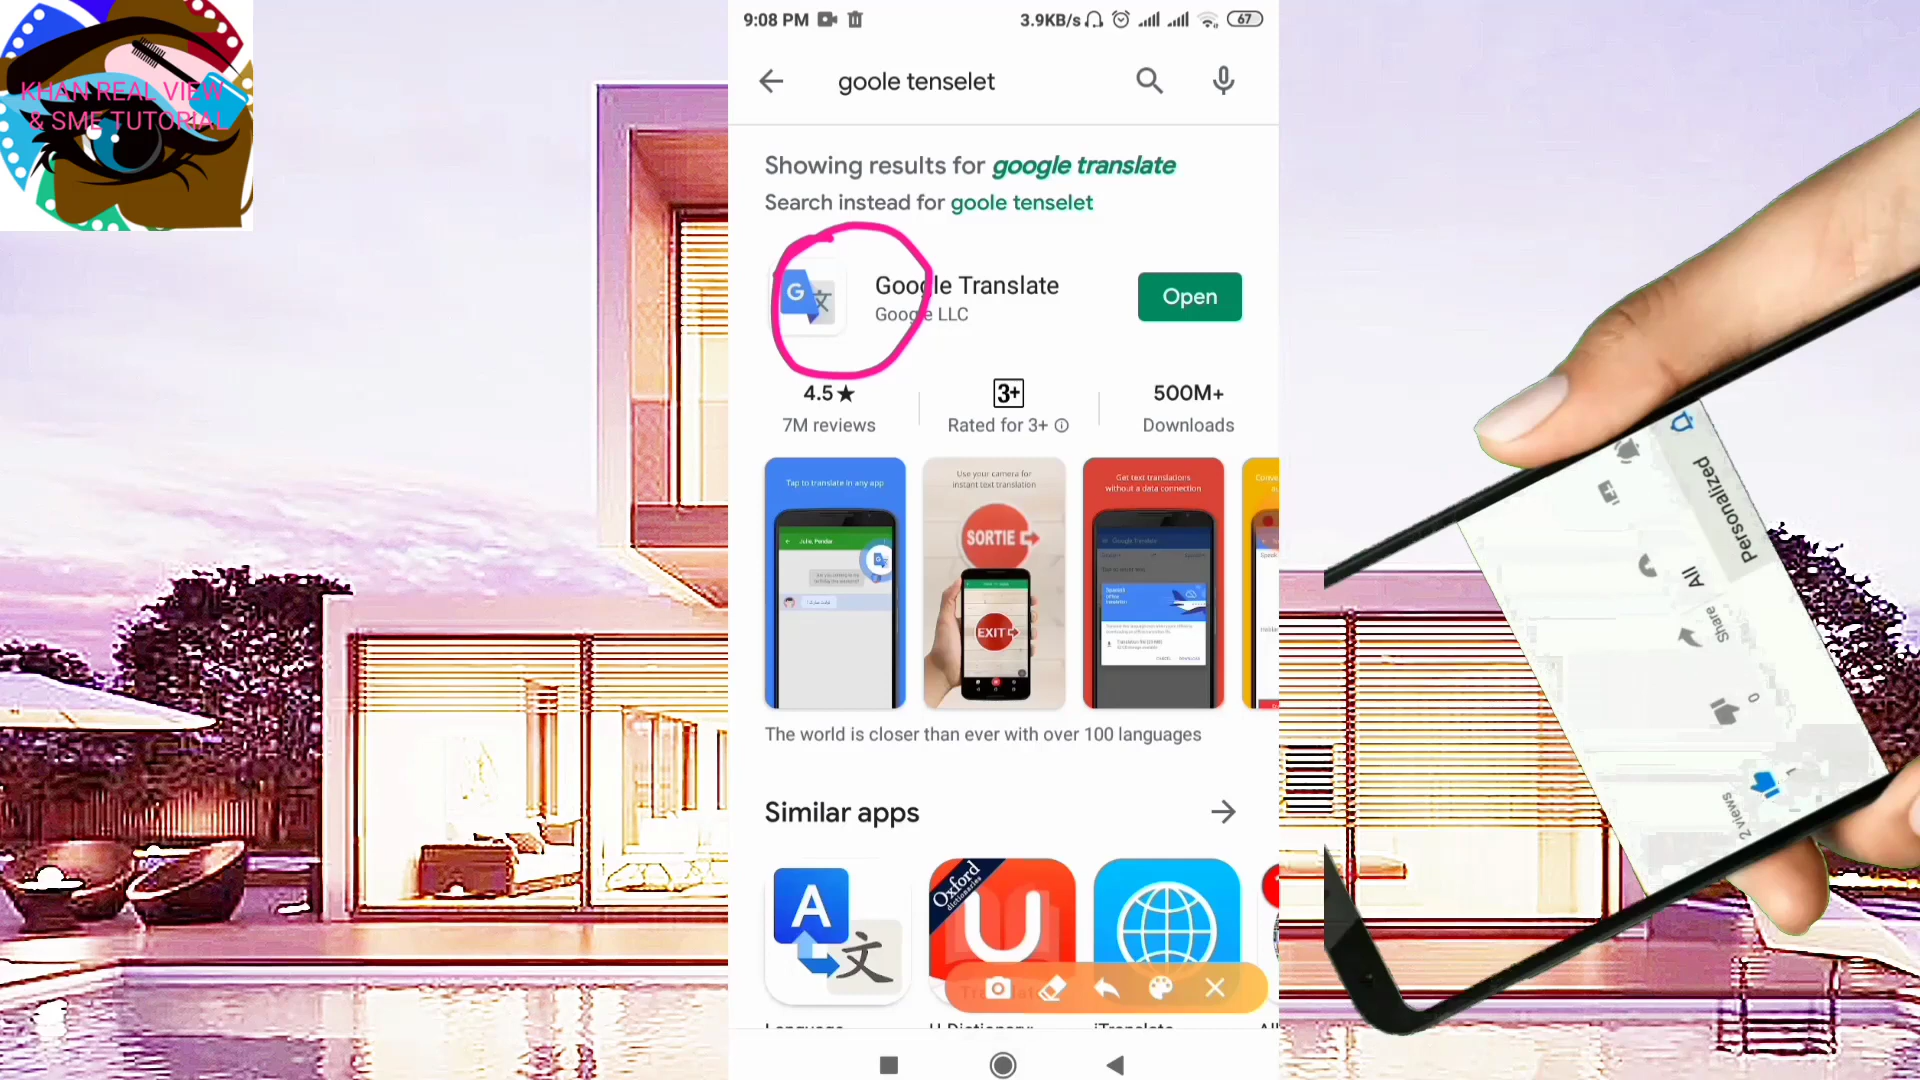 KHAN REAL VIEW
& SME TUTORIAL
9:08 PM
3.9KB/s
67
goole tenselet
Showing results for google translate
Search instead for goole tenselet
G
文
Google Translate
Google LLC
Open
4.5★
7M reviews
3+
Rated for 3+
500M+
Downloads
Tap to translate in any app
Use your camera for
instant text translation
SORTIE
EXIT
Get text translations
without a data connection
The world is closer than ever with over 100 languages
Similar apps
A
文
Oxford
dictionaries
U
Personalized
All
Share
0
1
2 views